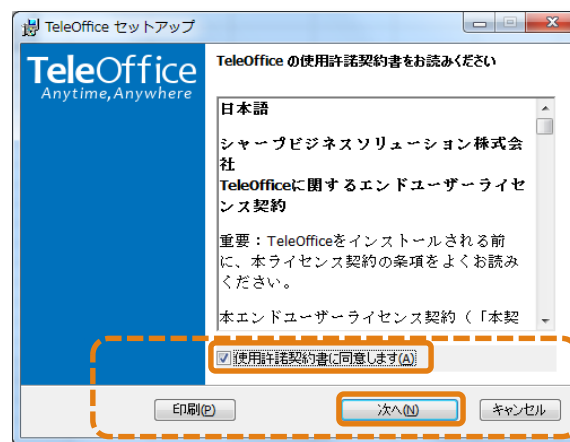 TeleOffice セットアップ
TeleOffice
Anytime,Anywhere
TeleOffice の使用許諾契約書をお読みください
日本語
シャープビジネスソリューション株式会
社
TeleOfficeに関するエンドユーザーライセ
ンス契約
重要：TeleOfficeをインストールされる前
に、本ライセンス契約の条項をよくお読み
ください。
本エンドユーザーライセンス契約（「本契
使用許諾契約書に同意します(A)
印刷(P)
次へ(N)
キャンセル